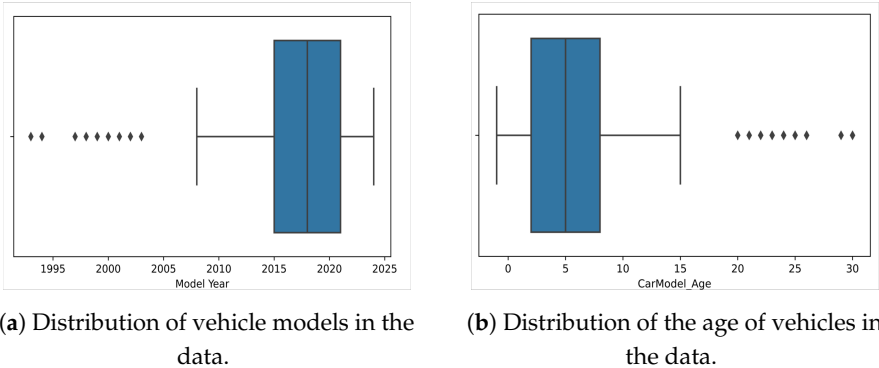 1995 2000 2005 2010 2015 2020 2025
Model Year
0 5 10 15 20 25 30
CarModel_Age
(a) Distribution of vehicle models in the
data.
(b) Distribution of the age of vehicles in
the data.